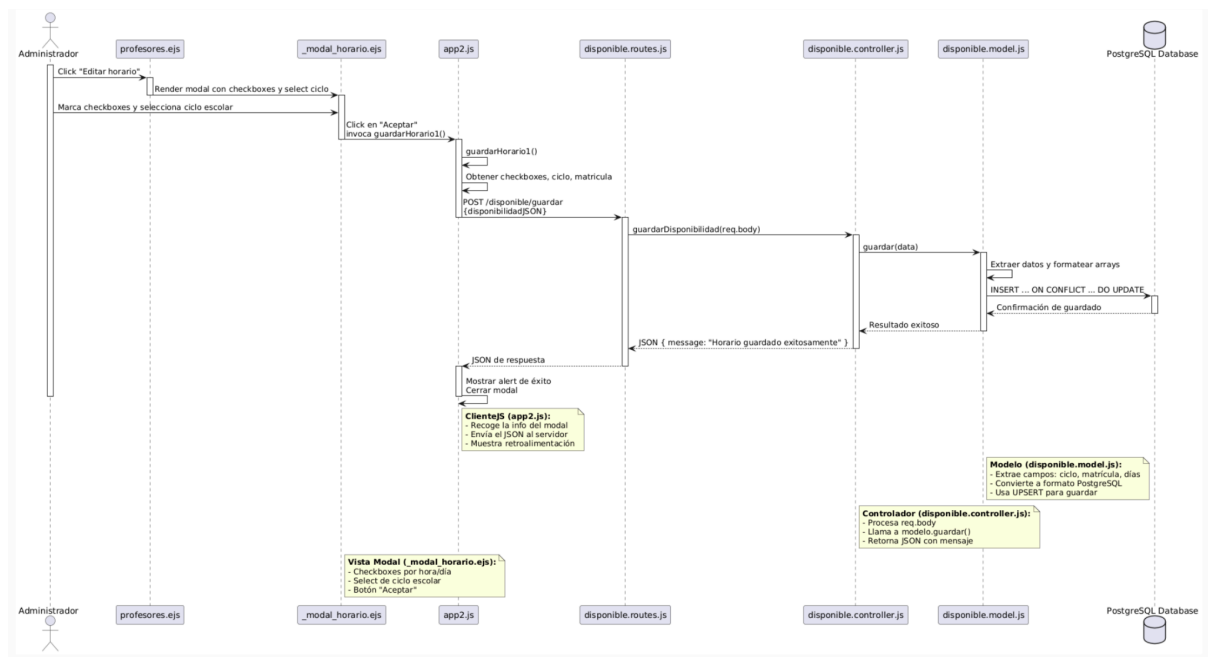 Administrador
profesores.ejs
_modal_horario.ejs
app2.js
disponible.routes.js
disponible.controller.js
disponible.model.js
PostgreSQL Database
Click "Editar horario"
Render modal con checkboxes y select ciclo
Marca checkboxes y selecciona ciclo escolar
Click en "Aceptar"
invoca guardarHorario1()
guardarHorario1()
Obtener checkboxes, ciclo, matricula
POST /disponible/guardar
{disponibilidadJSON}
guardarDisponibilidad(req.body)
guardar(data)
Extraer datos y formatear arrays
INSERT ... ON CONFLICT ... DO UPDATE
Confirmación de guardado
Resultado exitoso
JSON { message: "Horario guardado exitosamente" }
JSON de respuesta
Mostrar alert de éxito
Cerrar modal
ClienteJS (app2.js):
- Recoge la info del modal
- Envía el JSON al servidor
- Muestra retroalimentación
Modelo (disponible.model.js):
- Extrae campos: ciclo, matrícula, días
- Convierte a formato PostgreSQL
- Usa UPSERT para guardar
Controlador (disponible.controller.js):
- Procesa req.body
- Llama a modelo.guardar()
- Retorna JSON con mensaje
Vista Modal (_modal_horario.ejs):
- Checkboxes por hora/día
- Select de ciclo escolar
- Botón "Aceptar"
Administrador
profesores.ejs
_modal_horario.ejs
app2.js
disponible.routes.js
disponible.controller.js
disponible.model.js
PostgreSQL Database